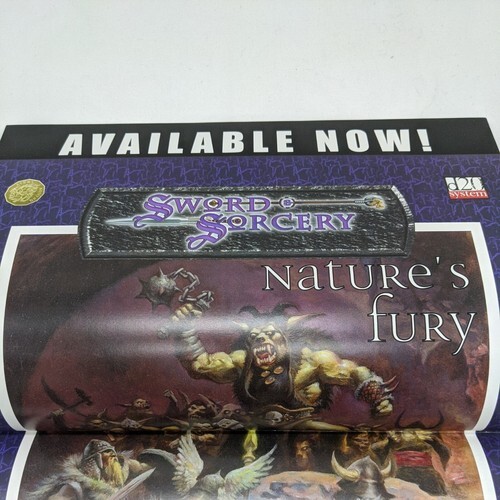 AVAILABLE NOW!
d20
system
SWORD &
SORCERY
NATURE'S
FURY